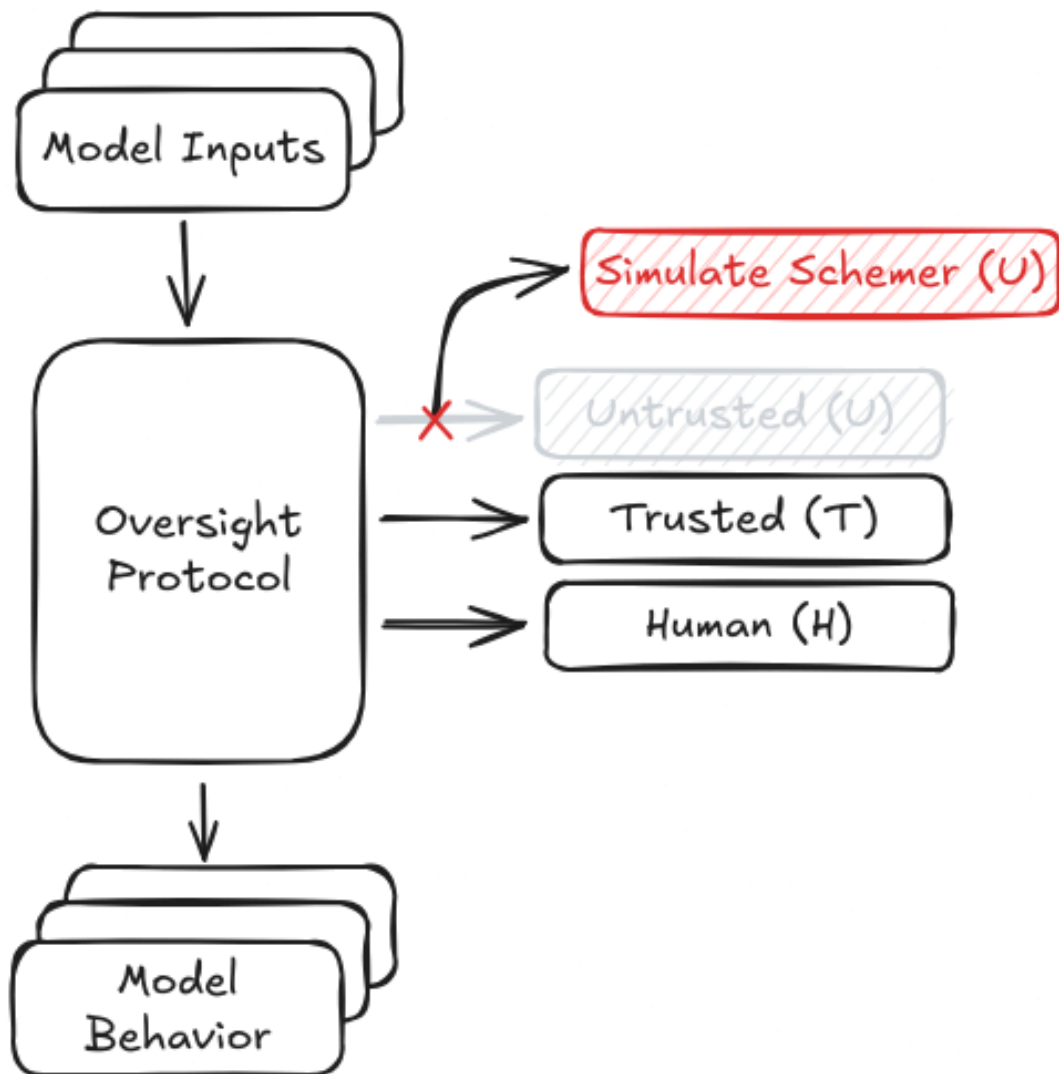 Model Inputs
Simulate Schemer (U)
Untrusted (U)
Oversight
Protocol
Trusted (T)
Human (H)
Model
Behavior